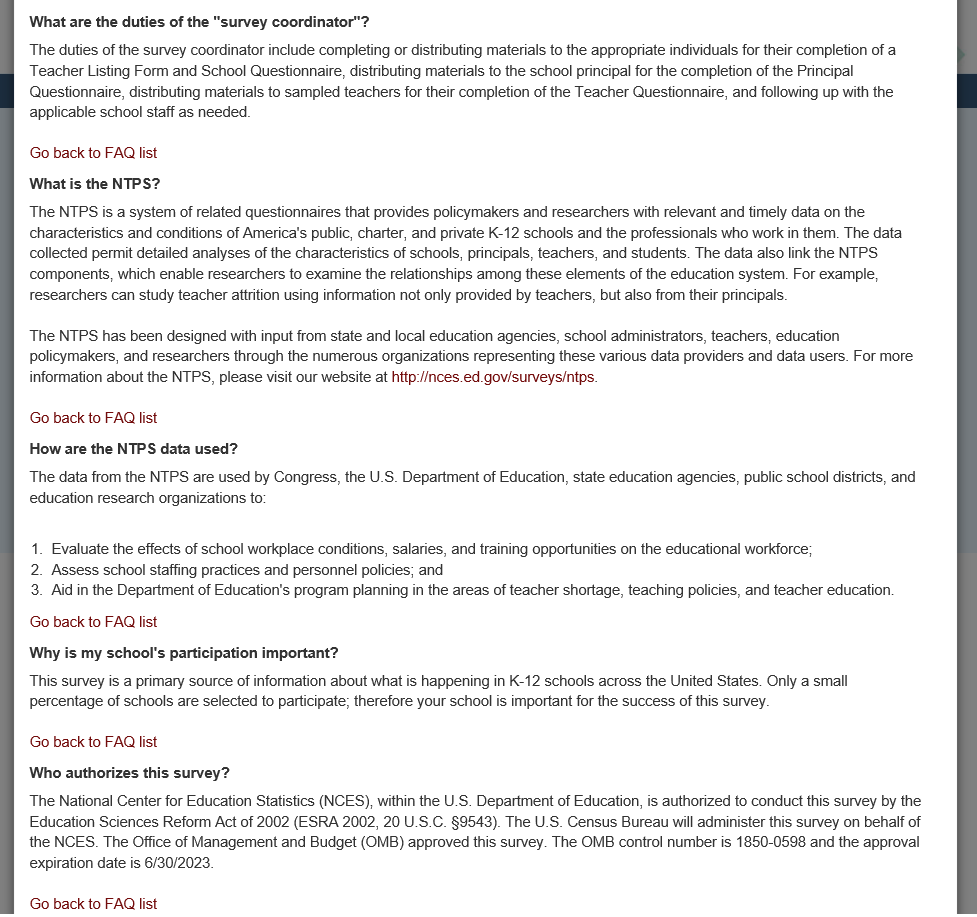 What are the duties of the "survey coordinator"?
The duties of the survey coordinator include completing or distributing materials to the appropriate individuals for their completion of a
Teacher Listing Form and School Questionnaire, distributing materials to the school principal for the completion of the Principal
Questionnaire, distributing materials to sampled teachers for their completion of the Teacher Questionnaire, and following up with the
applicable school staff as needed.
Go back to FAQ list
What is the NTPS?
The NTPS is a system of related questionnaires that provides policymakers and researchers with relevant and timely data on the
characteristics and conditions of America's public, charter, and private K-12 schools and the professionals who work in them. The data
collected permit detailed analyses of the characteristics of schools, principals, teachers, and students. The data also link the NTPS
components, which enable researchers to examine the relationships among these elements of the education system. For example,
researchers can study teacher attrition using information not only provided by teachers, but also from their principals.
The NTPS has been designed with input from state and local education agencies, school administrators, teachers, education
policymakers, and researchers through the numerous organizations representing these various data providers and data users. For more
information about the NTPS, please visit our website at http://nces.ed.gov/surveys/ntps.
Go back to FAQ list
How are the NTPS data used?
The data from the NTPS are used by Congress, the U.S. Department of Education, state education agencies, public school districts, and
education research organizations to:
1. Evaluate the effects of school workplace conditions, salaries, and training opportunities on the educational workforce;
2. Assess school staffing practices and personnel policies; and
3. Aid in the Department of Education's program planning in the areas of teacher shortage, teaching policies, and teacher education.
Go back to FAQ list
Why is my school's participation important?
This survey is a primary source of information about what is happening in K-12 schools across the United States. Only a small
percentage of schools are selected to participate; therefore your school is important for the success of this survey.
Go back to FAQ list
Who authorizes this survey?
The National Center for Education Statistics (NCES), within the U.S. Department of Education, is authorized to conduct this survey by the
Education Sciences Reform Act of 2002 (ESRA 2002, 20 U.S.C. §9543). The U.S. Census Bureau will administer this survey on behalf of
the NCES. The Office of Management and Budget (OMB) approved this survey. The OMB control number is 1850-0598 and the approval
expiration date is 6/30/2023.
Go back to FAQ list